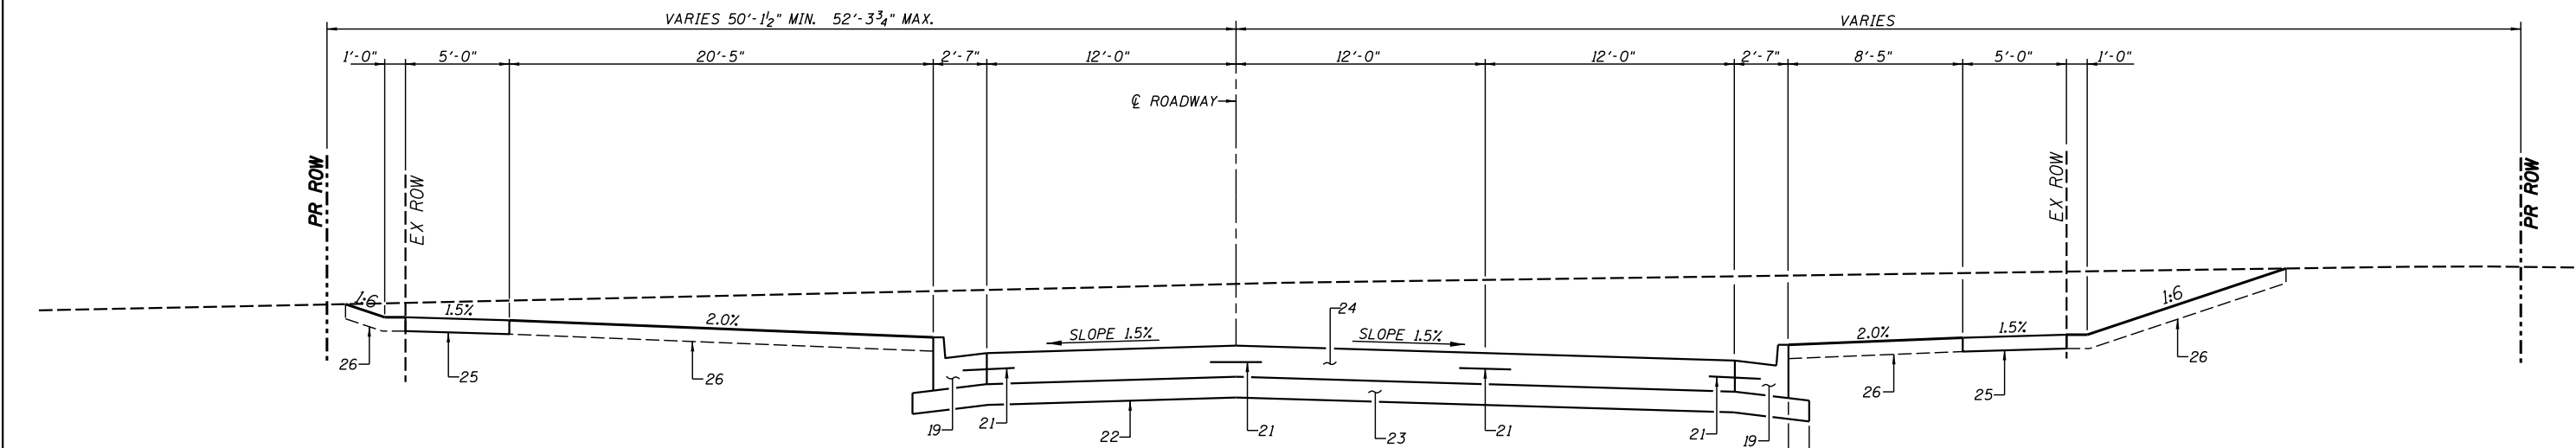 VARIES 50'-1½" MIN. 52'-3¾" MAX. VARIES
1'-0" 5'-0" 20'-5" 2'-7" 12'-0" 12'-0" 12'-0" 2'-7" 8'-5" 5'-0" 1'-0"
℄ ROADWAY
PR ROW
EX ROW
EX ROW
PR ROW
1:6 1.5% 2.0% SLOPE 1.5% 24 SLOPE 1.5% 2.0% 1.5% 1:6
26 25 26 19 21 22 21 23 21 21 19 26 25 26